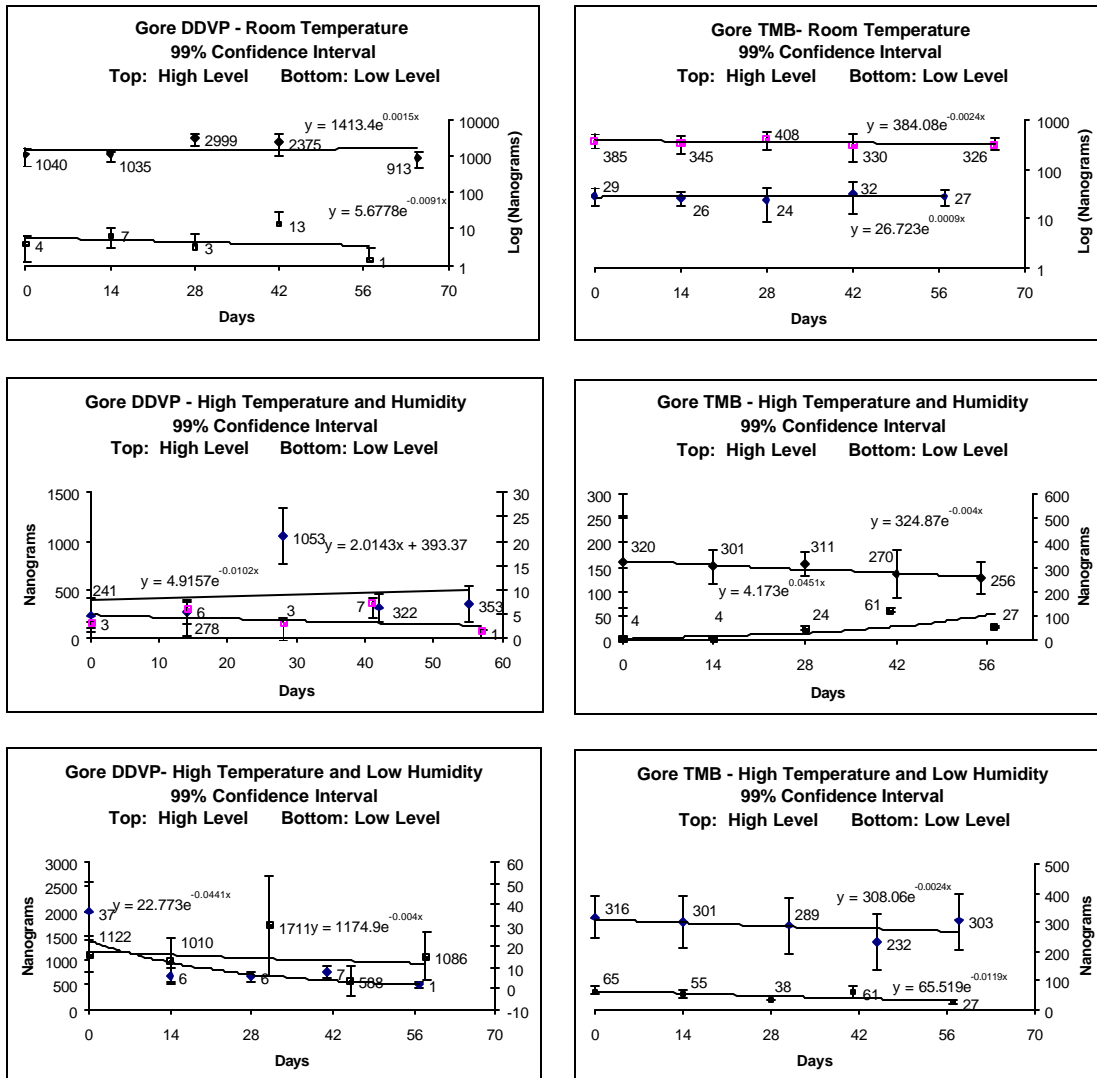 Gore DDVP - Room Temperature
99% Confidence Interval
Top: High Level Bottom: Low Level
y = 1413.4e^0.0015x
2999
2375
1040
1035
913
y = 5.6778e^-0.0091x
13
4
7
3
1
10000
1000
100
10
1
Log (Nanograms)
0 14 28 42 56 70
Days
Gore TMB- Room Temperature
99% Confidence Interval
Top: High Level Bottom: Low Level
408
y = 384.08e^-0.0024x
385
345
330
326
29
26
24
32
27
y = 26.723e^0.0009x
1000
100
10
1
Log (Nanograms)
0 14 28 42 56 70
Days
Gore DDVP - High Temperature and Humidity
99% Confidence Interval
Top: High Level Bottom: Low Level
1500
1000
500
0
Nanograms
30
25
20
15
10
5
0
1053
y = 2.0143x + 393.37
y = 4.9157e^-0.0102x
241
3
6
278
3
7
322
353
1
0 10 20 30 40 50 60
Days
Gore TMB - High Temperature and Humidity
99% Confidence Interval
Top: High Level Bottom: Low Level
300
250
200
150
100
50
0
600
500
400
300
200
100
0
Nanograms
y = 324.87e^-0.004x
320
301
311
270
256
y = 4.173e^0.0451x
4
4
24
61
27
0 14 28 42 56
Days
Gore DDVP- High Temperature and Low Humidity
99% Confidence Interval
Top: High Level Bottom: Low Level
3000
2500
2000
1500
1000
500
0
Nanograms
60
50
40
30
20
10
0
-10
37
y = 22.773e^-0.0441x
1122
1010
1711
y = 1174.9e^-0.004x
1086
6
6
7
588
1
0 14 28 42 56 70
Days
Gore TMB - High Temperature and Low Humidity
99% Confidence Interval
Top: High Level Bottom: Low Level
500
400
300
200
100
0
Nanograms
y = 308.06e^-0.0024x
316
301
289
232
303
65
55
38
61
y = 65.519e^-0.0119x
27
0 14 28 42 56 70
Days